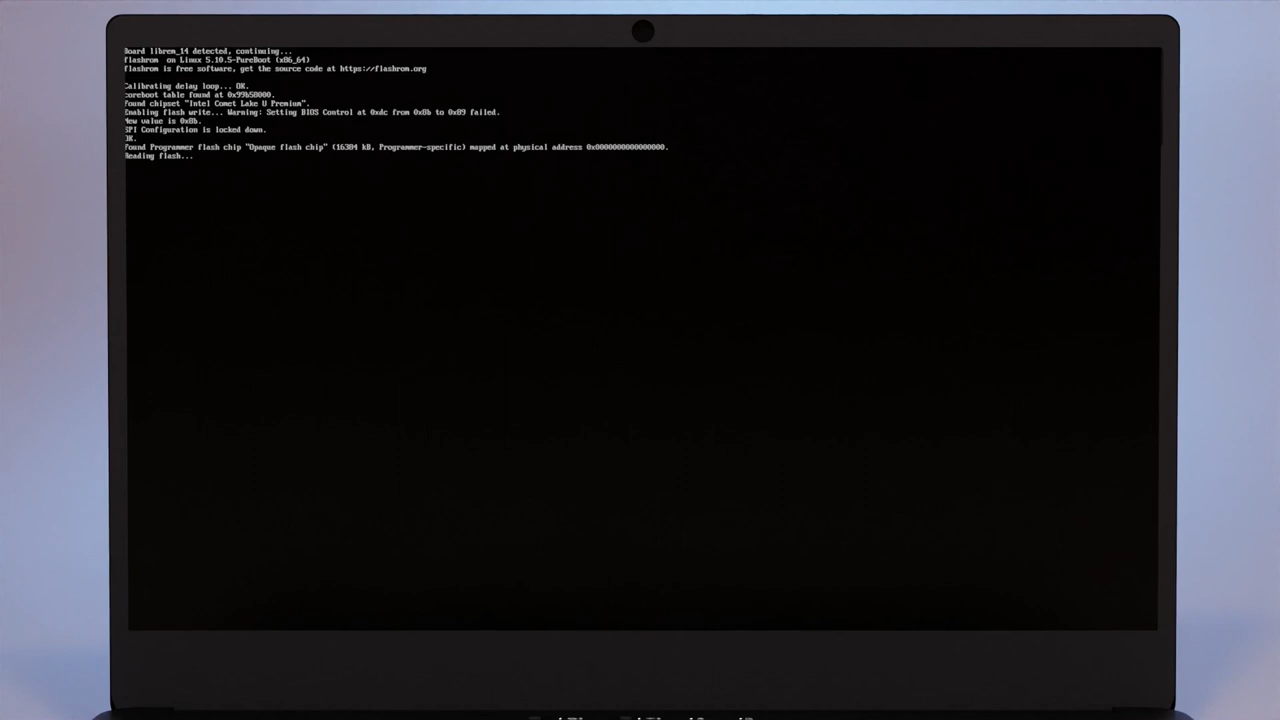 Board librem_14 detected, continuing...
flashrom on Linux 5.10.5-PureBoot (x86_64)
flashrom is free software, get the source code at https://flashrom.org
Calibrating delay loop... OK.
coreboot table found at 0x99b58000.
Found chipset "Intel Comet Lake U Premium".
Enabling flash write... Warning: Setting BIOS Control at 0xdc from 0x8b to 0x89 failed.
New value is 0x8b.
SPI Configuration is locked down.
OK.
Found Programmer flash chip "Opaque flash chip" (16384 kB, Programmer-specific) mapped at physical address 0x0000000000000000.
Reading flash...